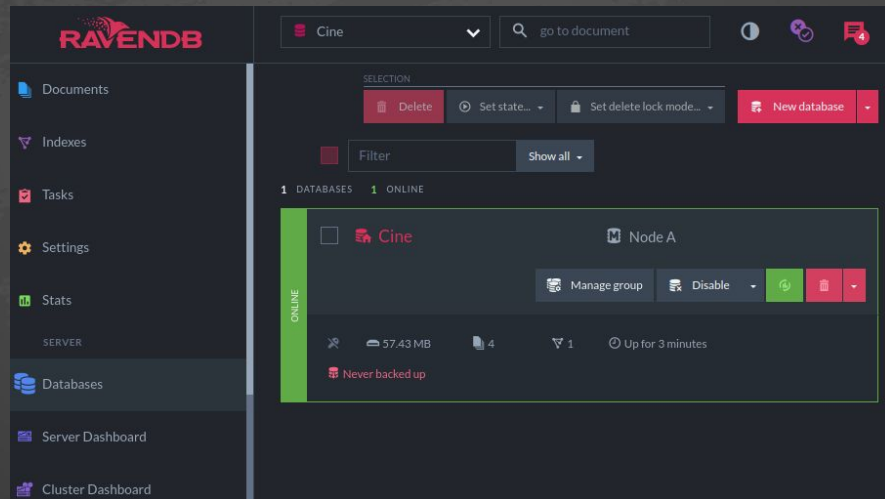 RAVENDB
Cine
go to document
4
Documents
Indexes
Tasks
Settings
Stats
SERVER
Databases
Server Dashboard
Cluster Dashboard
SELECTION
Delete
Set state...
Set delete lock mode...
New database
Filter
Show all
1 DATABASES 1 ONLINE
ONLINE
Cine
Node A
Manage group
Disable
57.43 MB
4
1
Up for 3 minutes
Never backed up